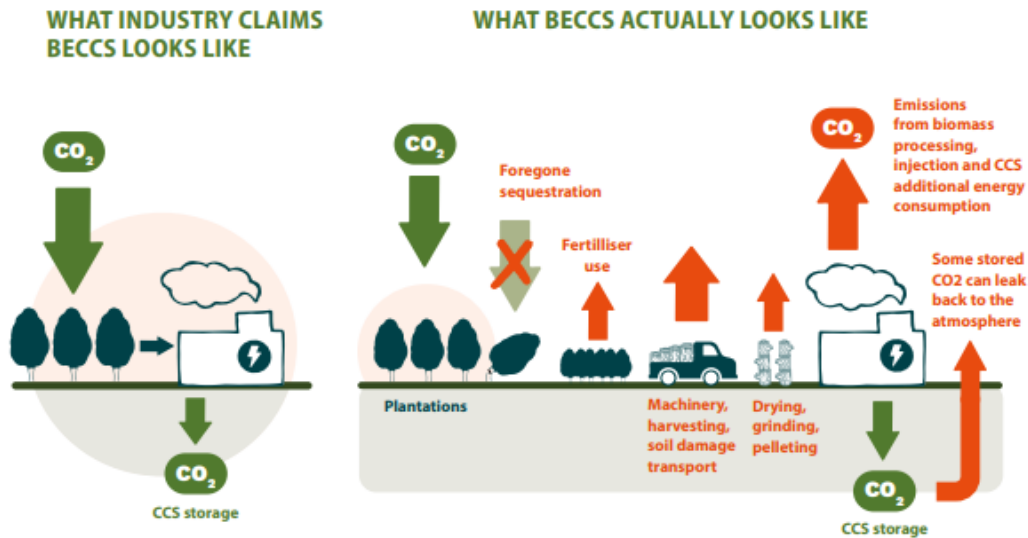 WHAT INDUSTRY CLAIMS
BECCS LOOKS LIKE
CO2
CO2
CCS storage
WHAT BECCS ACTUALLY LOOKS LIKE
CO2
Foregone
sequestration
Fertilliser
use
CO2
Emissions
from biomass
processing,
injection and CCS
additional energy
consumption
Some stored
CO2 can leak
back to the
atmosphere
Plantations
Machinery,
harvesting,
soil damage
transport
Drying,
grinding,
pelleting
CO2
CCS storage